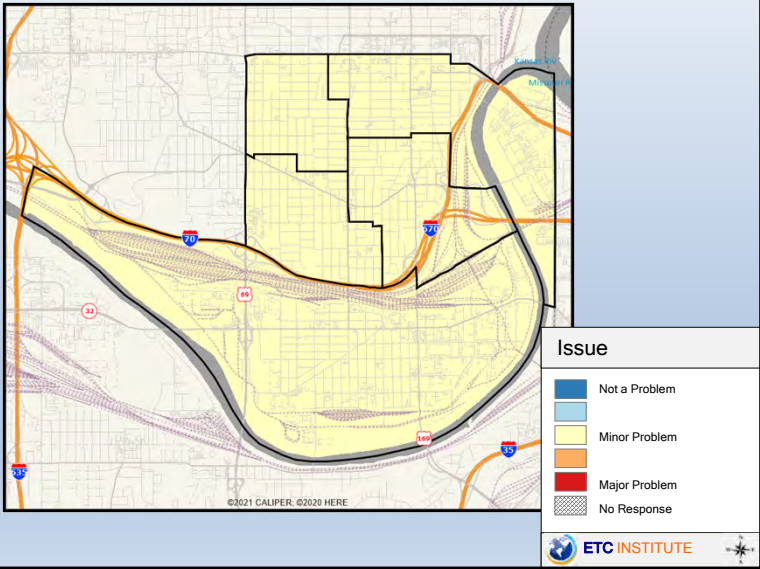 Kansas Riv
Missouri R
70
670
69
32
169
35
635
©2021 CALIPER; ©2020 HERE
Issue
Not a Problem
Minor Problem
Major Problem
No Response
ETC INSTITUTE